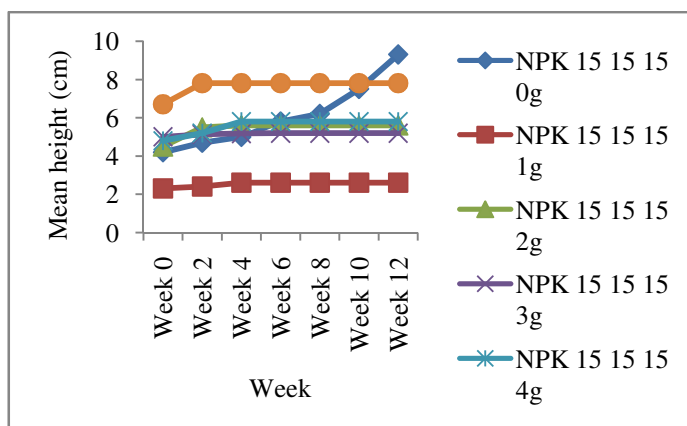 Mean height (cm)
10
8
6
4
2
0
Week 0
Week 2
Week 4
Week 6
Week 8
Week 10
Week 12
Week
NPK 15 15 15
0g
NPK 15 15 15
1g
NPK 15 15 15
2g
NPK 15 15 15
3g
NPK 15 15 15
4g